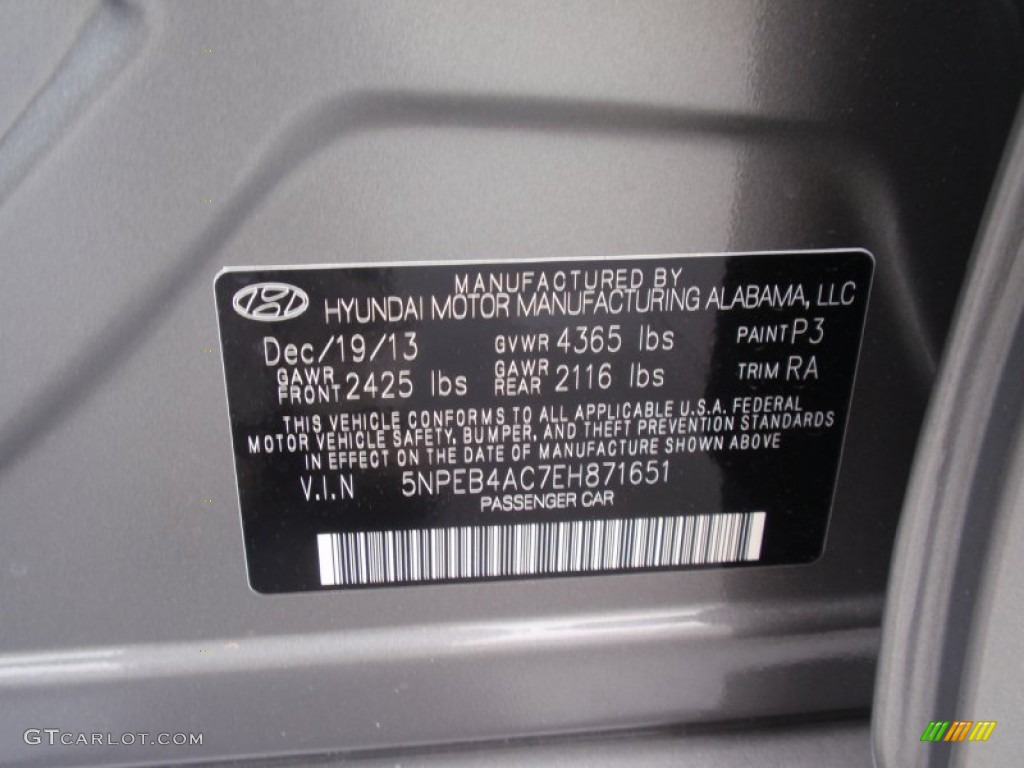 MANUFACTURED BY
HYUNDAI MOTOR MANUFACTURING ALABAMA, LLC
Dec/19/13 GVWR 4365 lbs PAINT P3
GAWR FRONT 2425 lbs GAWR REAR 2116 lbs TRIM RA
THIS VEHICLE CONFORMS TO ALL APPLICABLE U.S.A. FEDERAL
MOTOR VEHICLE SAFETY, BUMPER, AND THEFT PREVENTION STANDARDS
IN EFFECT ON THE DATE OF MANUFACTURE SHOWN ABOVE
V.I.N 5NPEB4AC7EH871651
PASSENGER CAR
GTCARLOT.COM